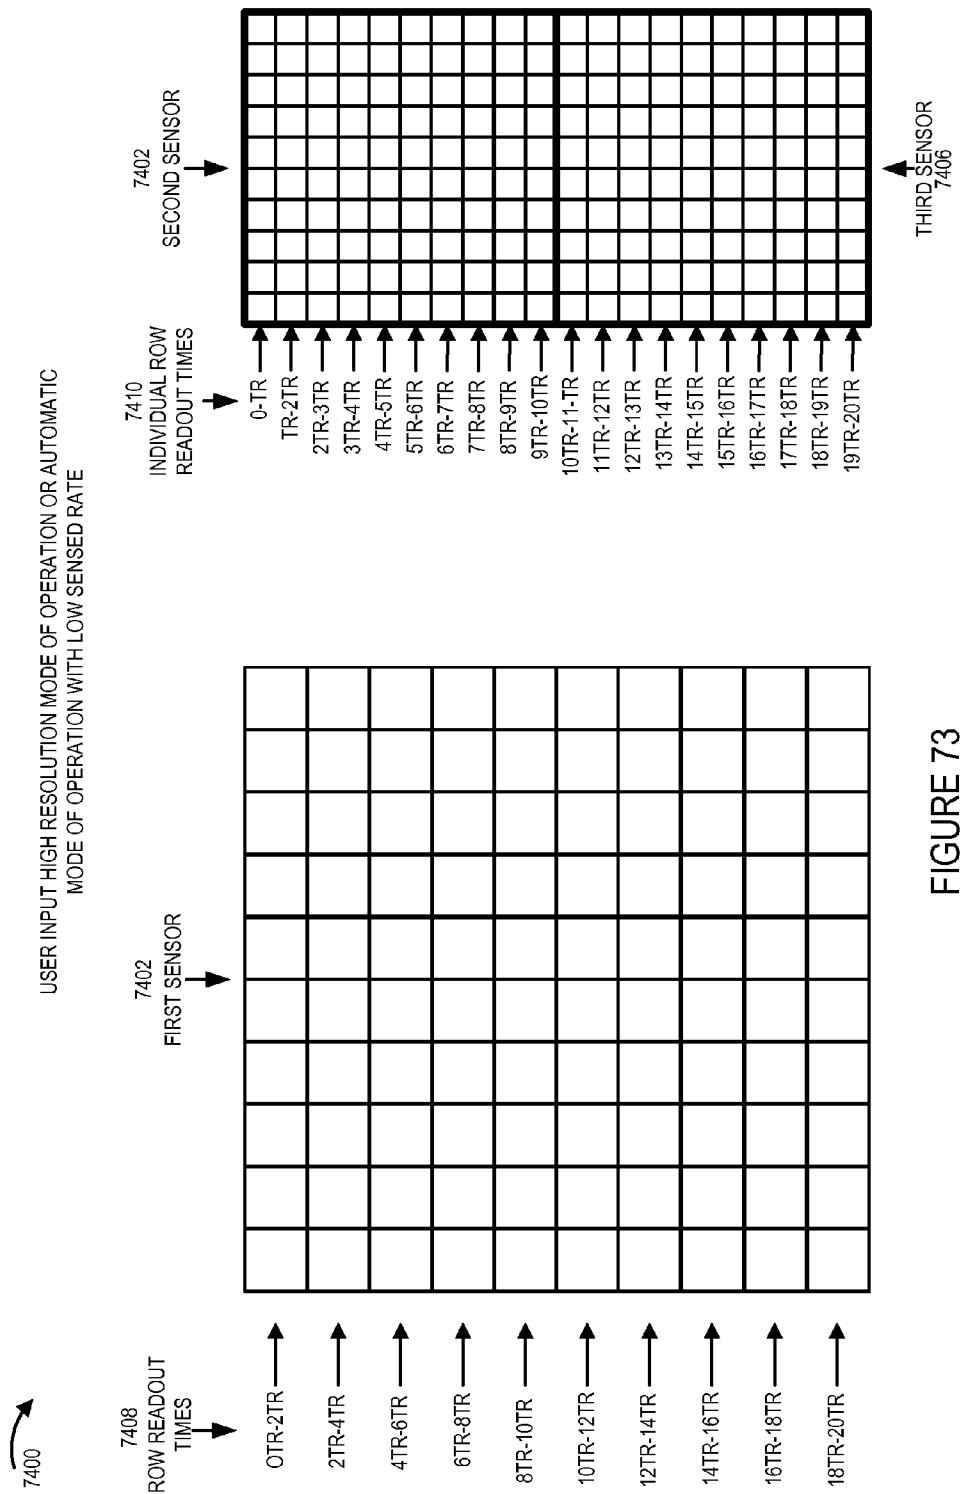 7400
USER INPUT HIGH RESOLUTION MODE OF OPERATION OR AUTOMATIC
MODE OF OPERATION WITH LOW SENSED RATE
7408
ROW READOUT
TIMES
7402
FIRST SENSOR
0TR-2TR
2TR-4TR
4TR-6TR
6TR-8TR
8TR-10TR
10TR-12TR
12TR-14TR
14TR-16TR
16TR-18TR
18TR-20TR
7410
INDIVIDUAL ROW
READOUT TIMES
7402
SECOND SENSOR
0-TR
TR-2TR
2TR-3TR
3TR-4TR
4TR-5TR
5TR-6TR
6TR-7TR
7TR-8TR
8TR-9TR
9TR-10TR
10TR-11-TR
11TR-12TR
12TR-13TR
13TR-14TR
14TR-15TR
15TR-16TR
16TR-17TR
17TR-18TR
18TR-19TR
19TR-20TR
THIRD SENSOR
7406
FIGURE 73